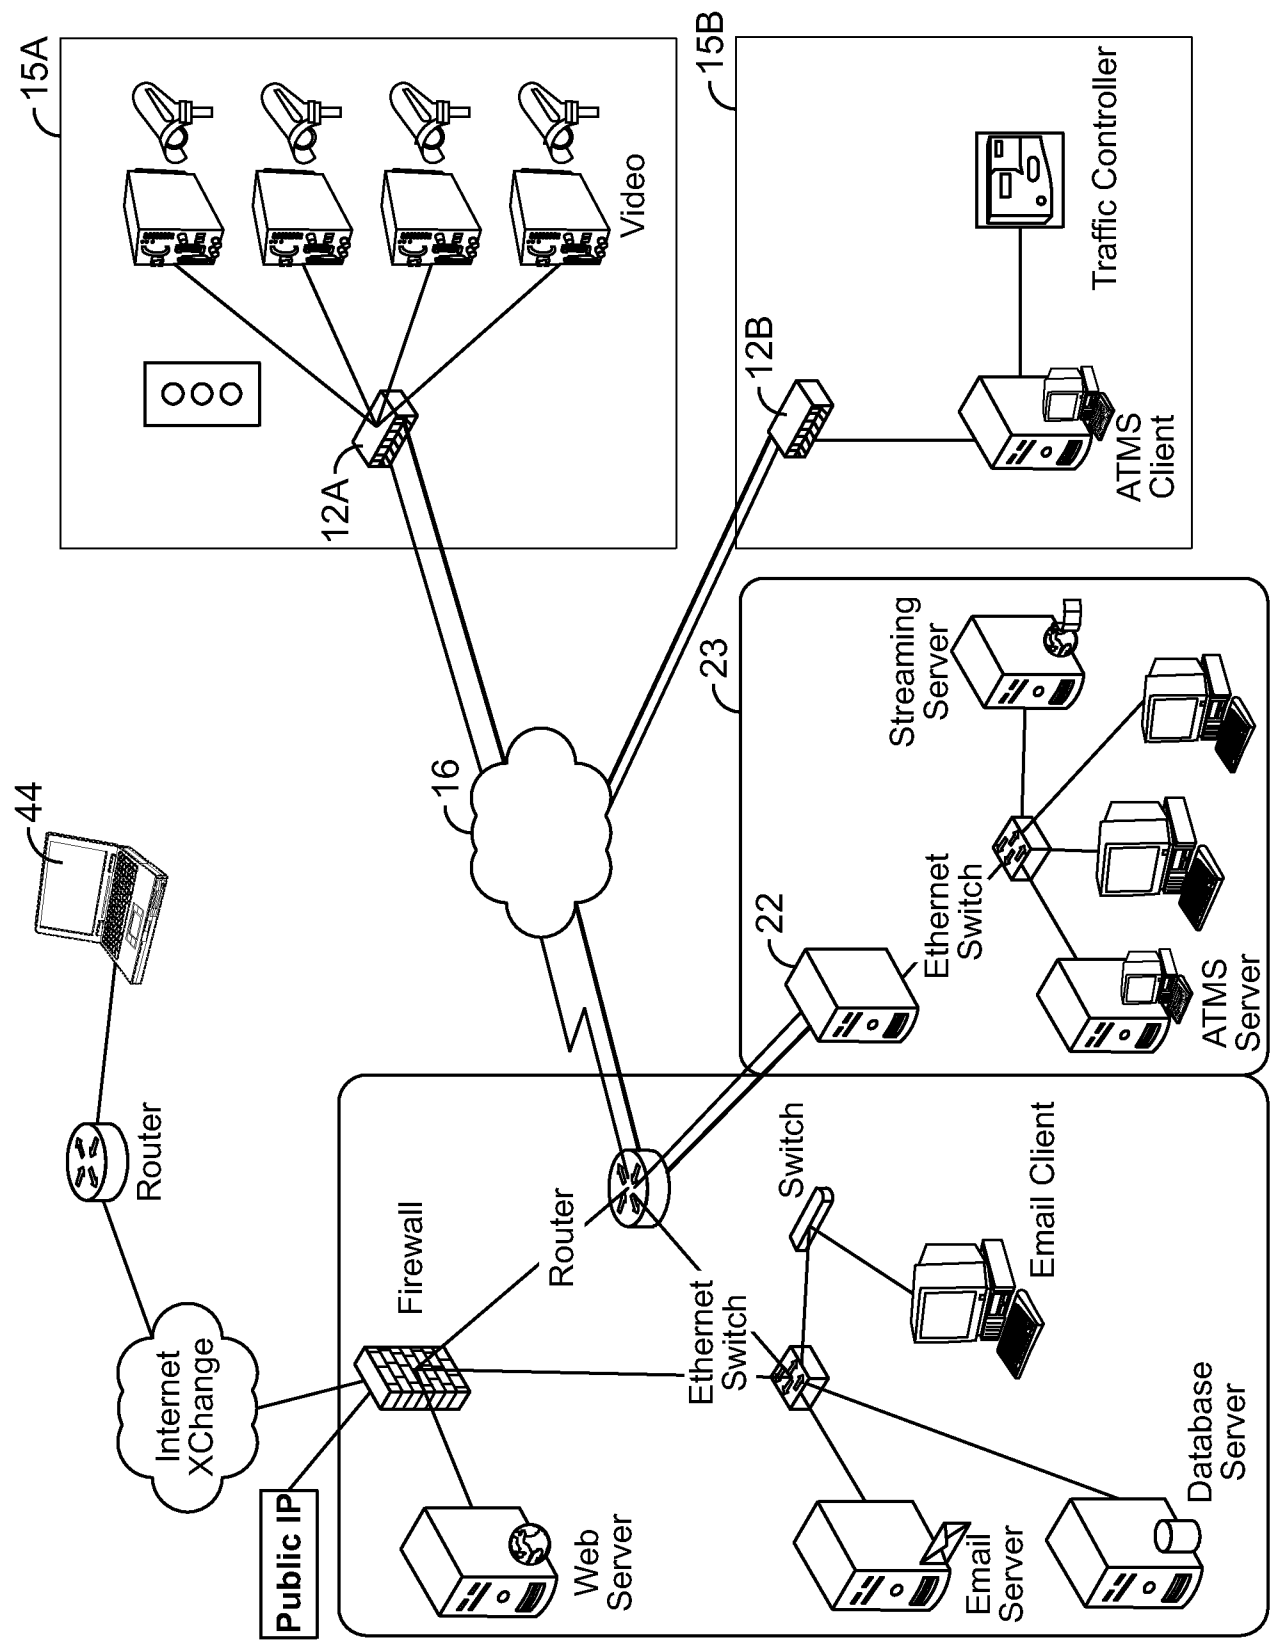 44
Router
Internet
XChange
Public IP
Firewall
Router
Web
Server
Ethernet
Switch
Switch
Email Client
Email
Server
Database
Server
16
15A
12A
Video
15B
12B
Traffic Controller
ATMS
Client
22
23
Streaming
Server
Ethernet
Switch
ATMS
Server